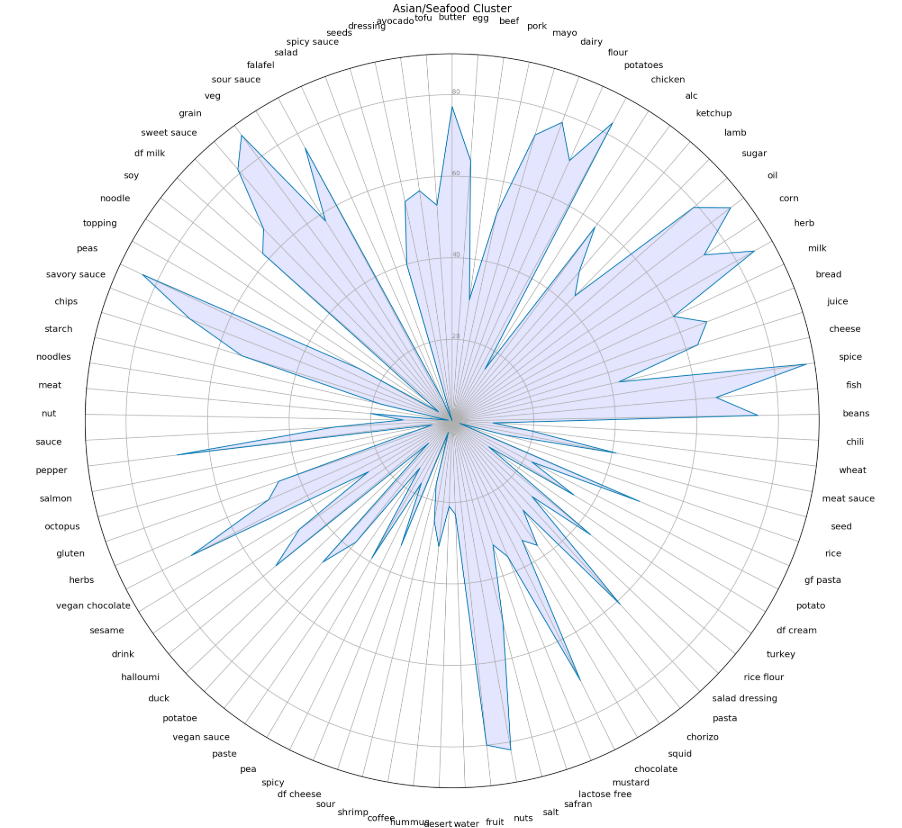 Asian/Seafood Cluster
butter
egg
beef
pork
mayo
dairy
flour
potatoes
chicken
alc
ketchup
lamb
sugar
oil
corn
herb
milk
bread
juice
cheese
spice
fish
beans
chili
wheat
meat sauce
seed
rice
gf pasta
potato
df cream
turkey
rice flour
salad dressing
pasta
chorizo
squid
chocolate
mustard
lactose free
safran
salt
nuts
fruit
water
desert
hummus
coffee
shrimp
sour
df cheese
spicy
pea
paste
vegan sauce
potatoe
duck
halloumi
drink
sesame
vegan chocolate
herbs
gluten
octopus
salmon
pepper
sauce
nut
meat
noodles
starch
chips
savory sauce
peas
topping
noodle
soy
df milk
sweet sauce
grain
veg
sour sauce
falafel
salad
spicy sauce
seeds
dressing
avocado
tofu
80
60
40
20